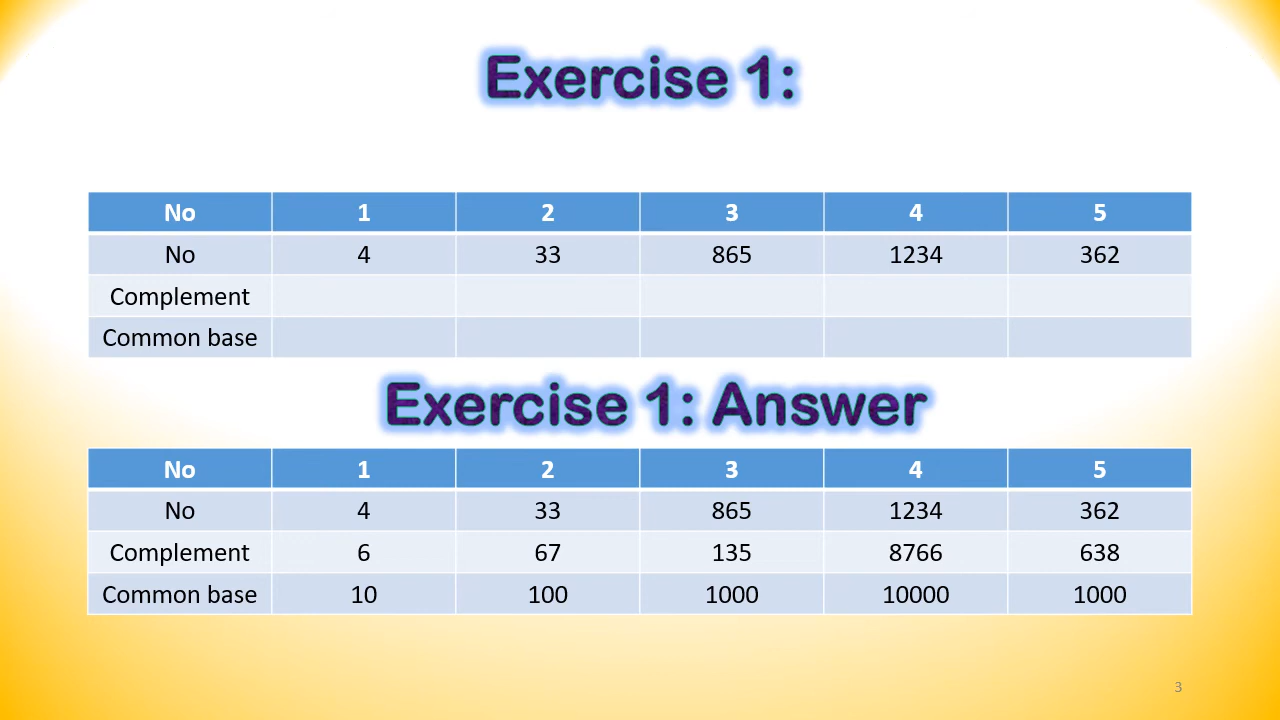 Exercise 1:
No 1 2 3 4 5
No 4 33 865 1234 362
Complement
Common base
Exercise 1: Answer
No 1 2 3 4 5
No 4 33 865 1234 362
Complement 6 67 135 8766 638
Common base 10 100 1000 10000 1000
3